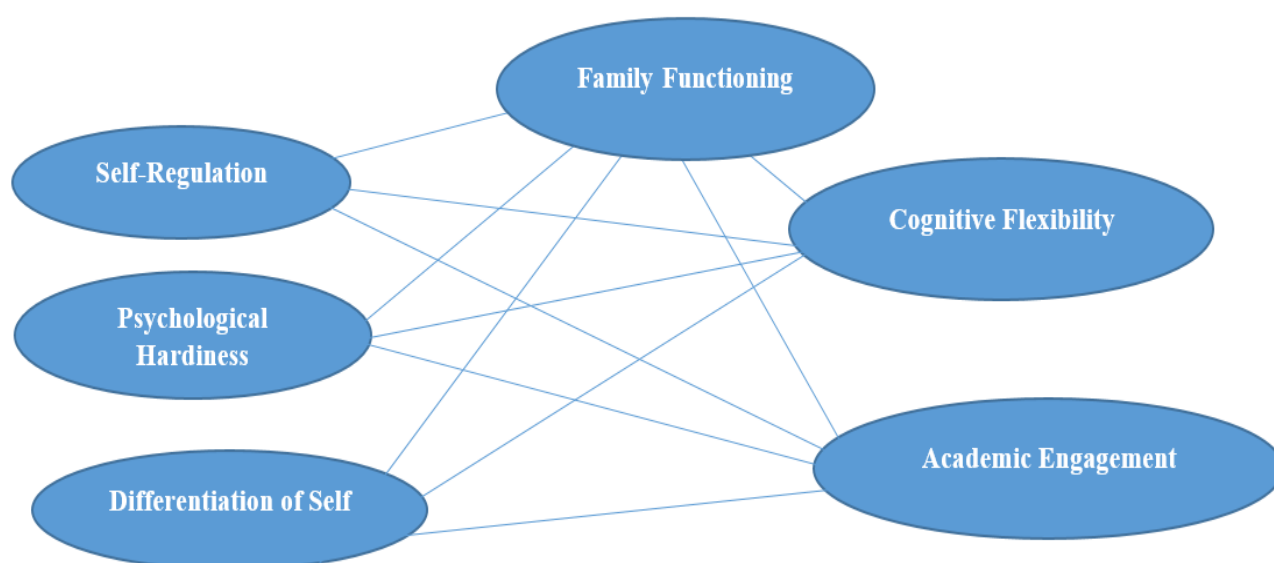 Family Functioning
Self-Regulation
Cognitive Flexibility
Psychological
Hardiness
Academic Engagement
Differentiation of Self